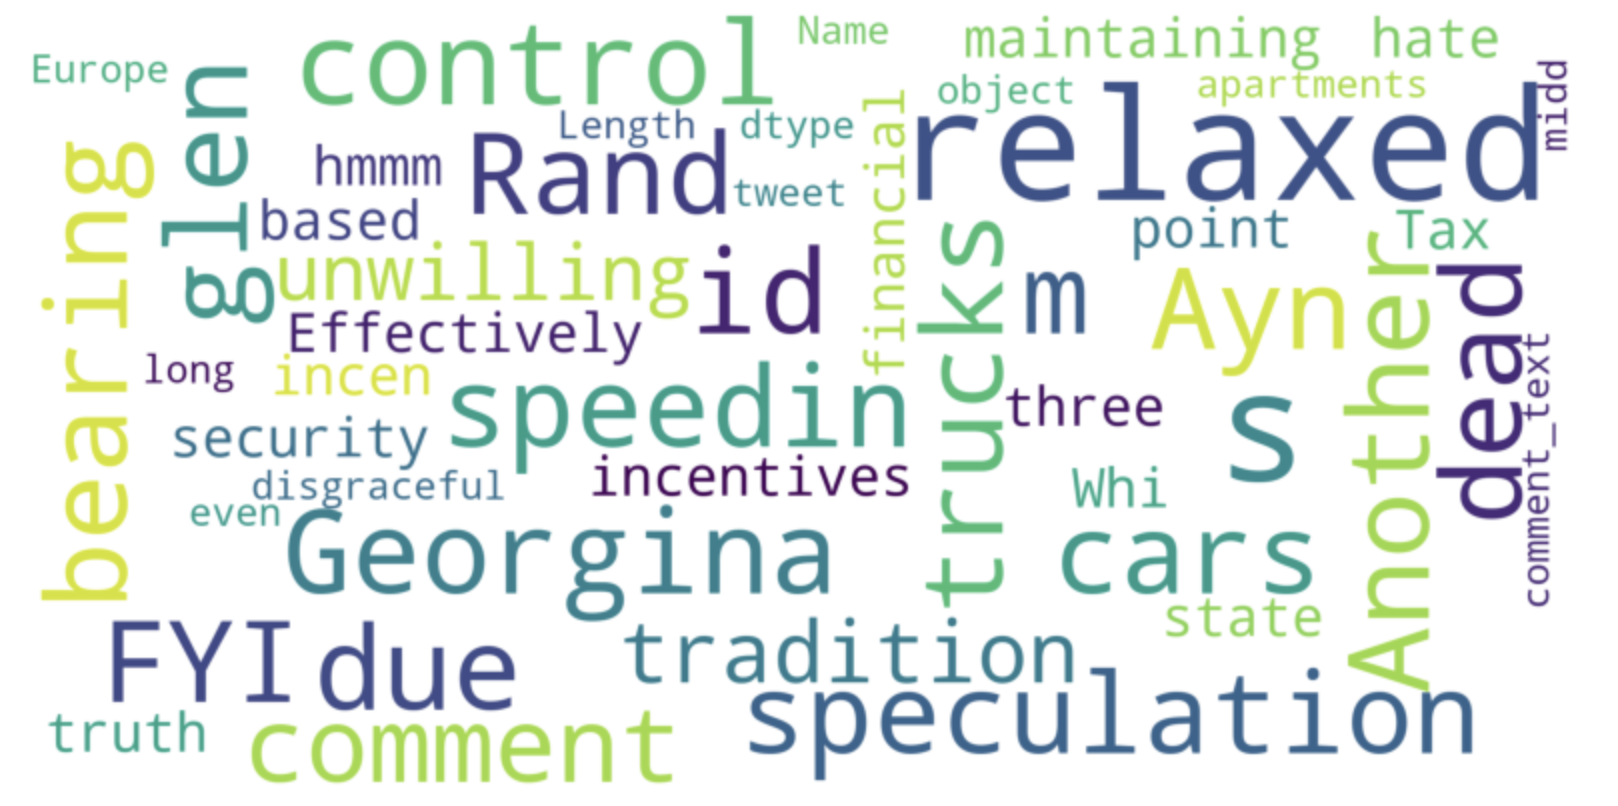 Europe
control
Name
maintaining
hate
object
apartments
midd
glen
Length
dtype
financial
relaxed
bearing
hmmm
Rand
tweet
based
point
Tax
unwilling
id
trucks
m
Ayn
Another
dead
Effectively
long
incen
speedin
three
s
comment_text
security
incentives
disgraceful
Whi
even
Georgina
cars
state
FYI
due
tradition
speculation
truth
comment